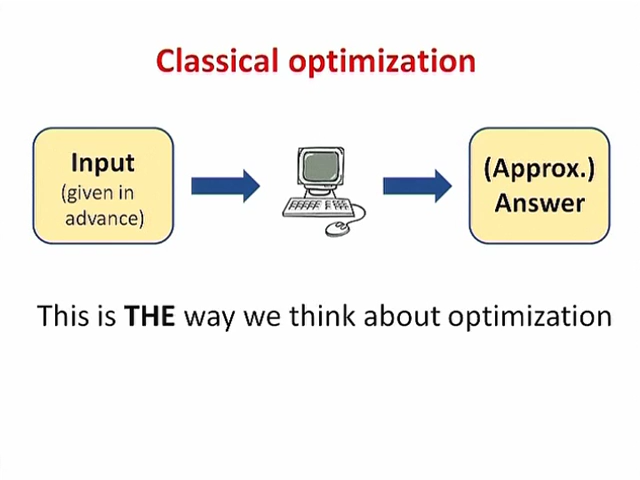 Classical optimization
Input
(given in
advance)
(Approx.)
Answer
This is THE way we think about optimization